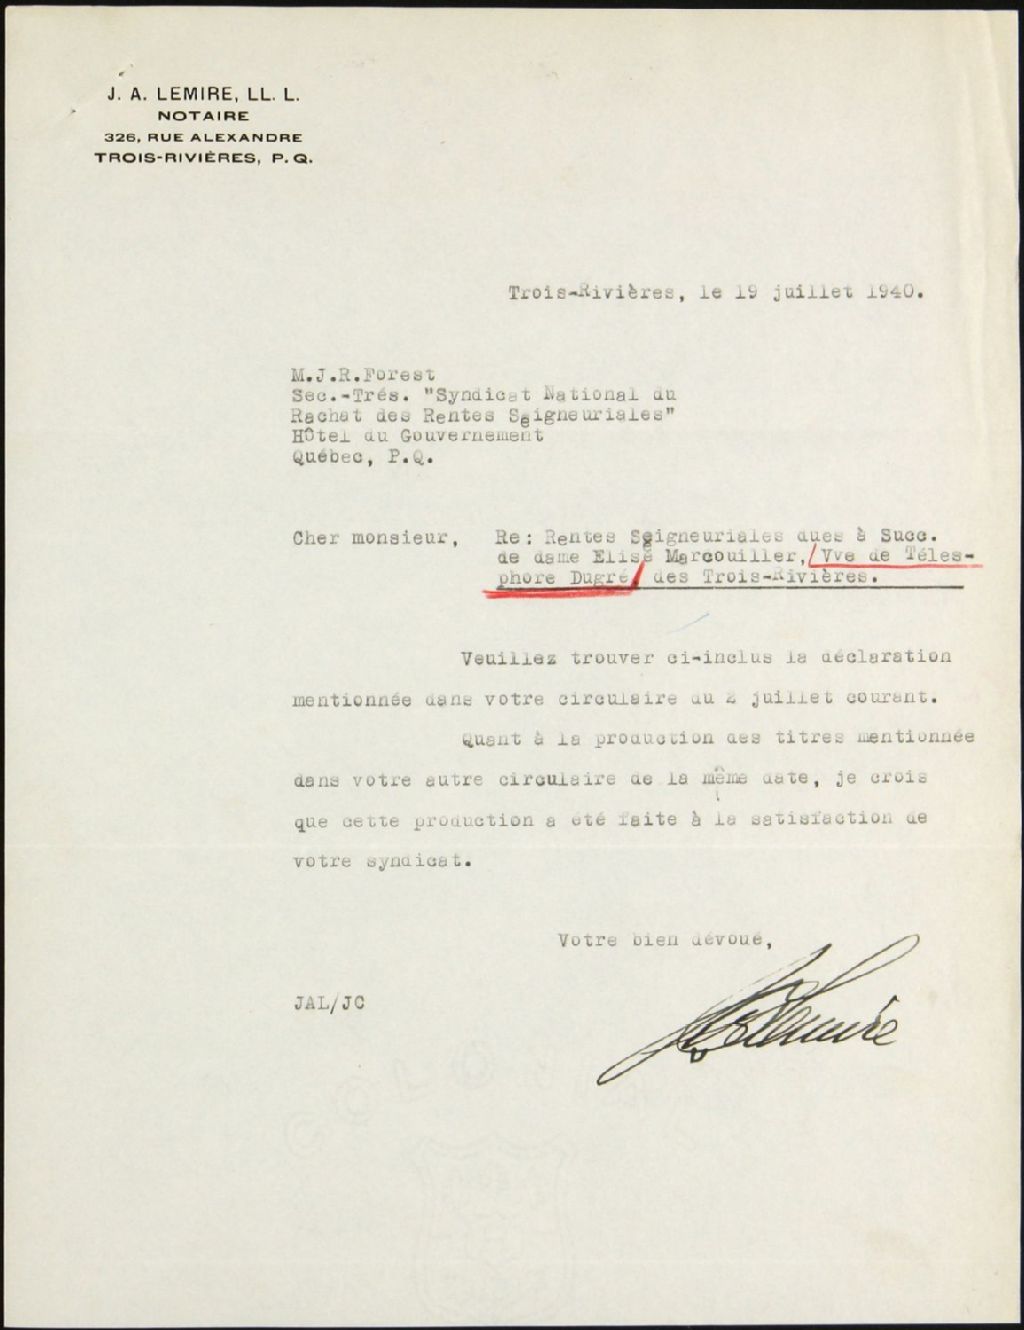 J. A. LEMIRE, LL. L.
NOTAIRE
326, RUE ALEXANDRE
TROIS-RIVIÈRES, P. Q.
Trois-Rivières, le 19 juillet 1940.
M.J.R.Forest
Sec.-Trés. "Syndicat National du
Rachat des Rentes Seigneuriales"
Hôtel du Gouvernement
Québec, P.Q.
Cher monsieur, Re: Rentes Seigneuriales dues à Succ.
de dame Elise Marcouiller, Vve de Téles-
phore Dugré, des Trois-Rivières.
Veuillez trouver ci-inclus la déclaration
mentionnée dans votre circulaire du 2 juillet courant.
Quant à la production des titres mentionnée
dans votre autre circulaire de la même date, je crois
que cette production a été faite à la satisfaction de
votre syndicat.
Votre bien dévoué,
JAL/JC
JALemire